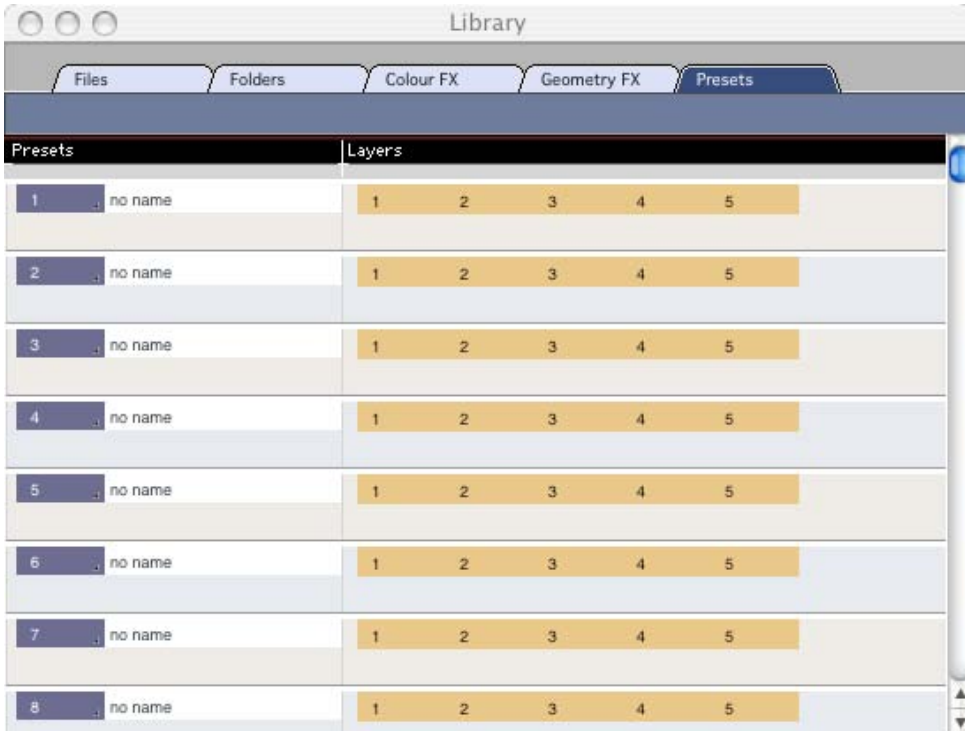 Library
Files Folders Colour FX Geometry FX Presets
Presets Layers
1 no name 1 2 3 4 5
2 no name 1 2 3 4 5
3 no name 1 2 3 4 5
4 no name 1 2 3 4 5
5 no name 1 2 3 4 5
6 no name 1 2 3 4 5
7 no name 1 2 3 4 5
8 no name 1 2 3 4 5